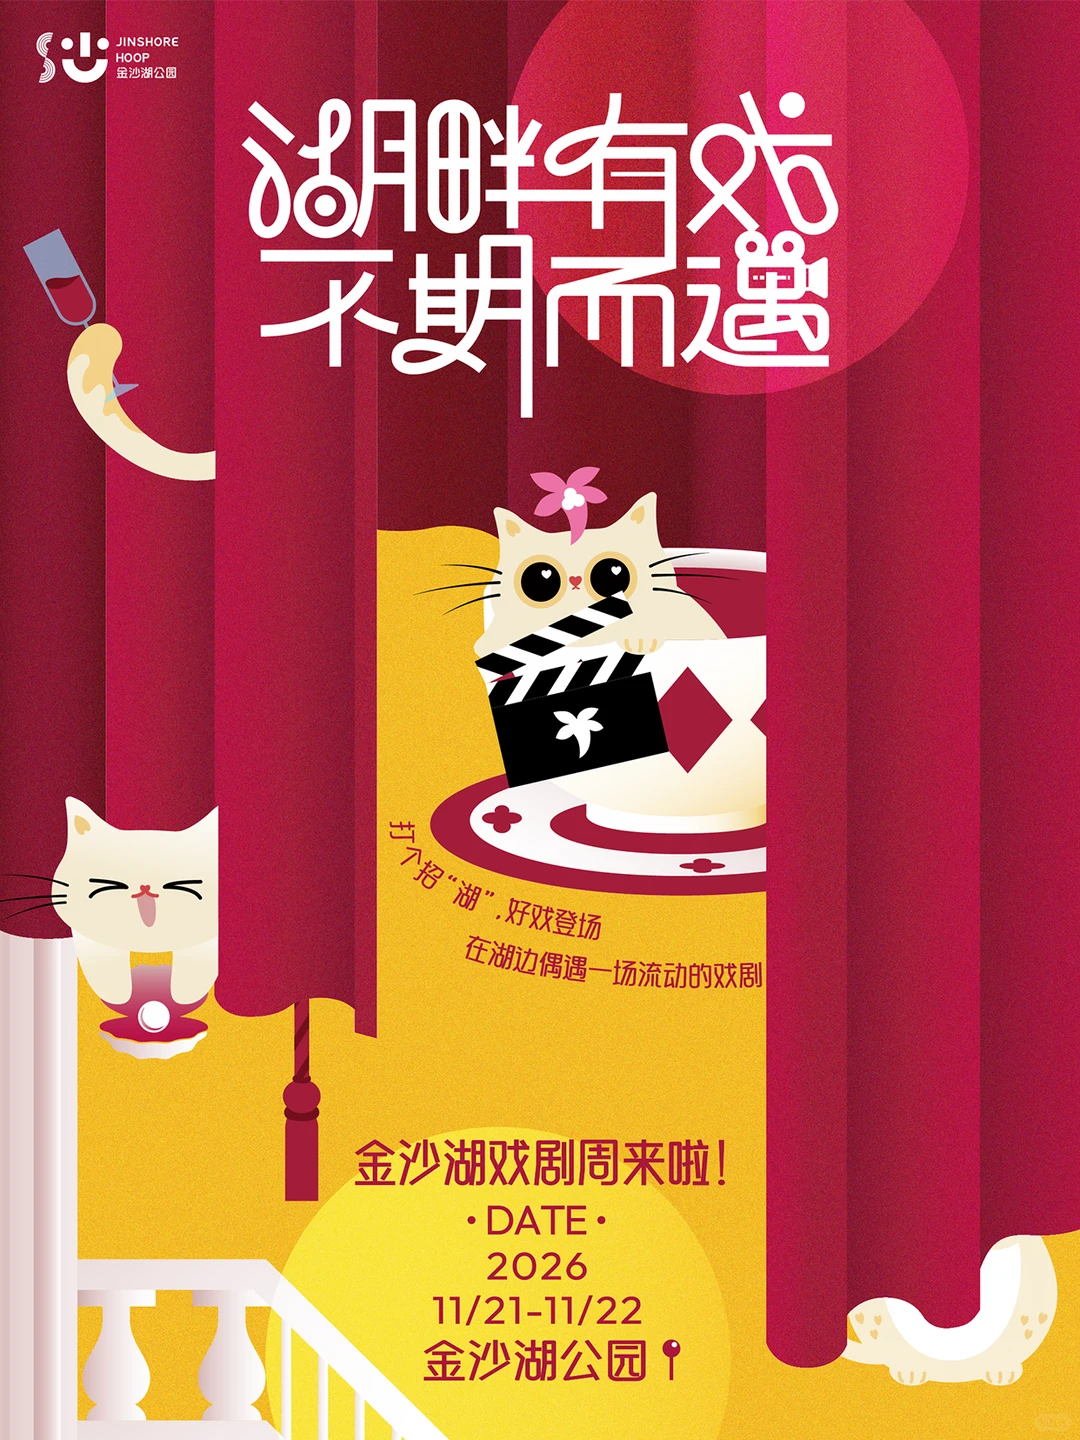 JINSHORE
HOOP
金沙湖公园
湖畔有戏
不期而遇
打个招“湖”,好戏登场
在湖边偶遇一场流动的戏剧
金沙湖戏剧周来啦!
·DATE·
2026
11/21-11/22
金沙湖公园